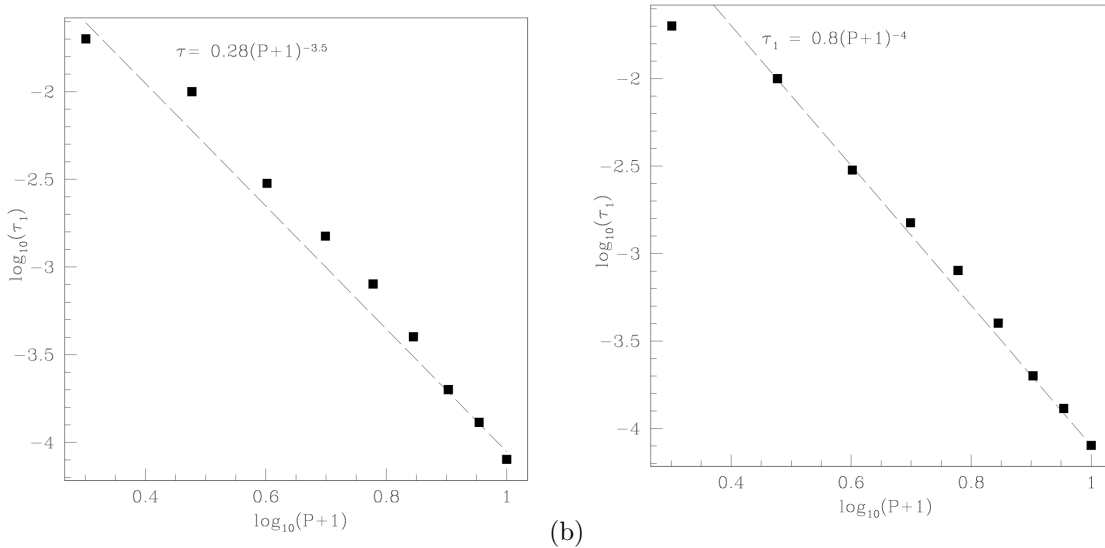 τ= 0.28(P+1)^−3.5
−2
−2.5
−3
−3.5
−4
log₁₀(τ₁)
0.4 0.6 0.8 1
log₁₀(P+1)
τ₁ = 0.8(P+1)^−4
−2
−2.5
−3
−3.5
−4
log₁₀(τ₁)
0.4 0.6 0.8 1
log₁₀(P+1)
(b)